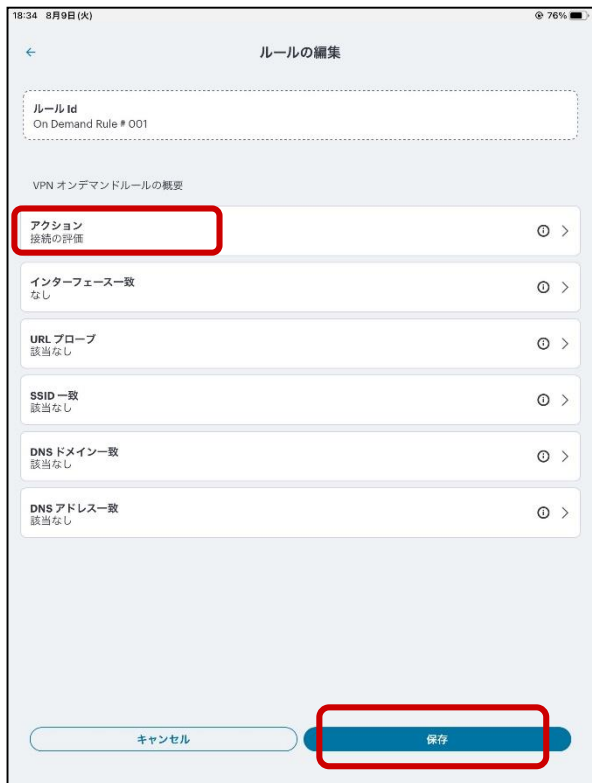 18:34 8月9日(火)
76%
ルールの編集
ルール Id
On Demand Rule # 001
VPN オンデマンドルールの概要
アクション
接続の評価
インターフェース一致
なし
URL プローブ
該当なし
SSID 一致
該当なし
DNS ドメイン一致
該当なし
DNS アドレス一致
該当なし
キャンセル
保存